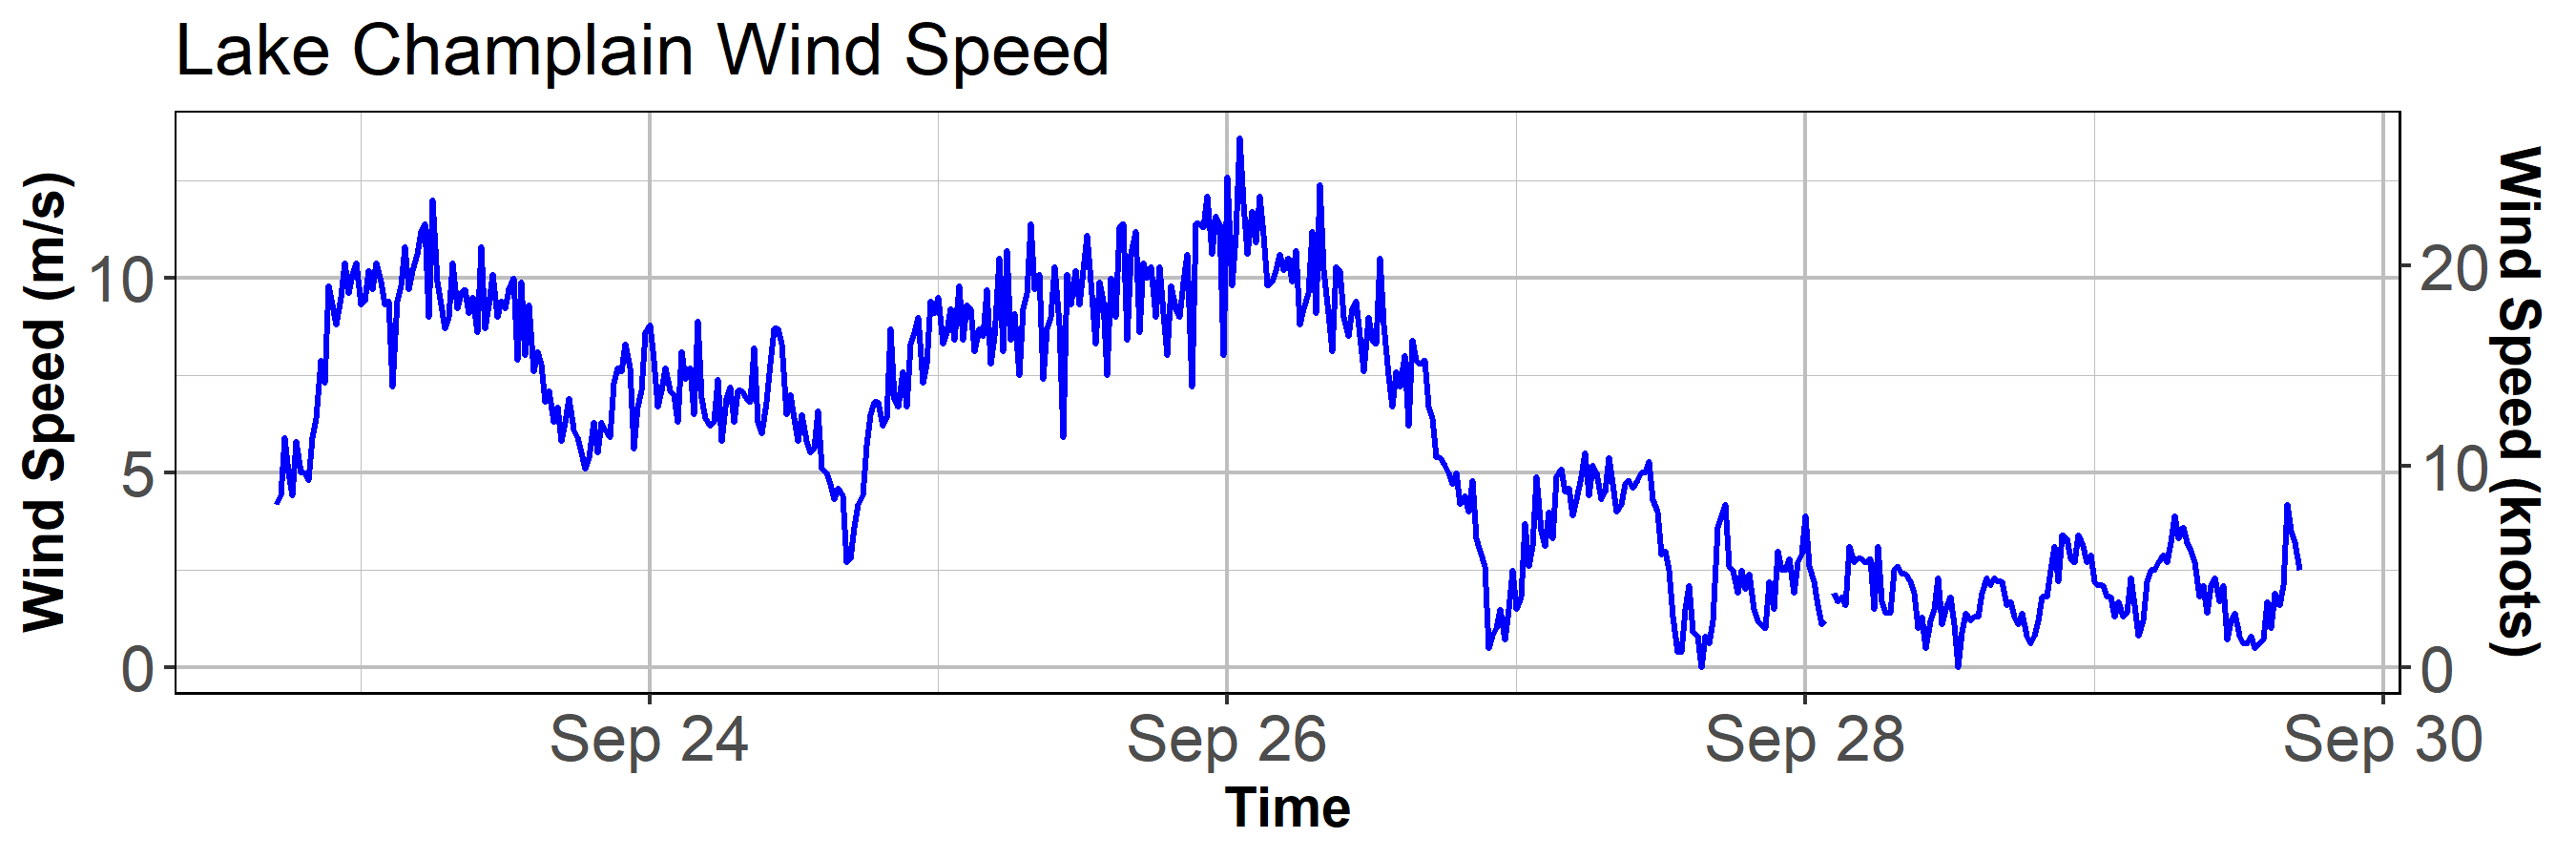 Lake Champlain Wind Speed
Wind Speed (m/s)
10
5
0
20
10
0
Wind Speed (knots)
Sep 24
Sep 26
Sep 28
Sep 30
Time